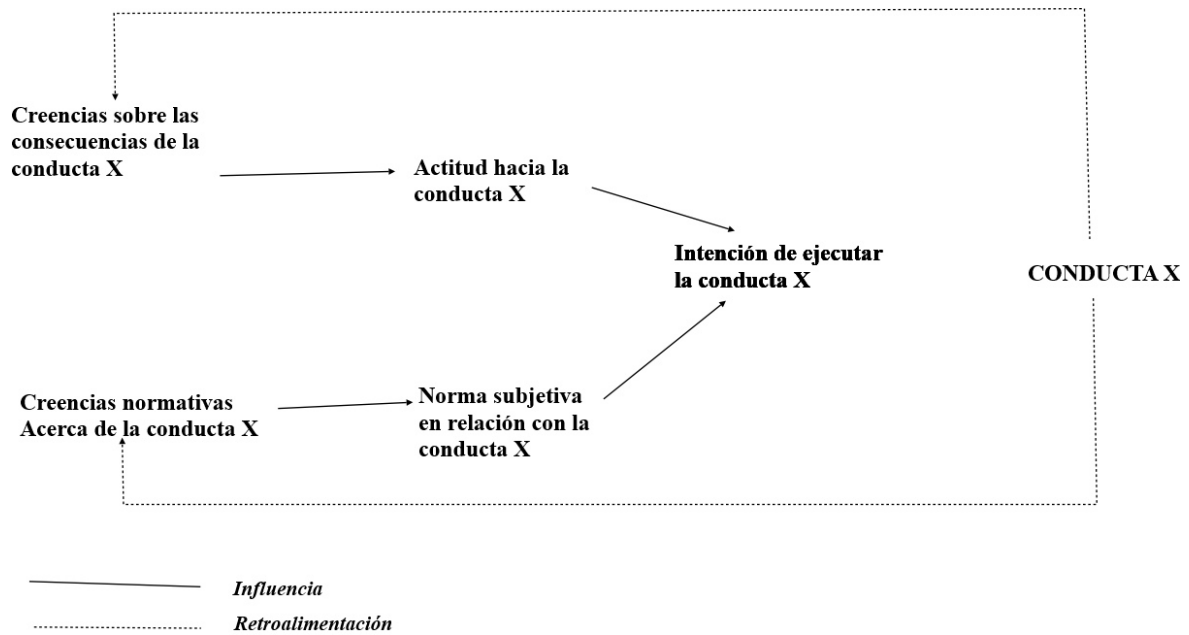 Creencias sobre las
consecuencias de la
conducta X
Actitud hacia la
conducta X
Intención de ejecutar
la conducta X
CONDUCTA X
Creencias normativas
Acerca de la conducta X
Norma subjetiva
en relación con la
conducta X
Influencia
Retroalimentación